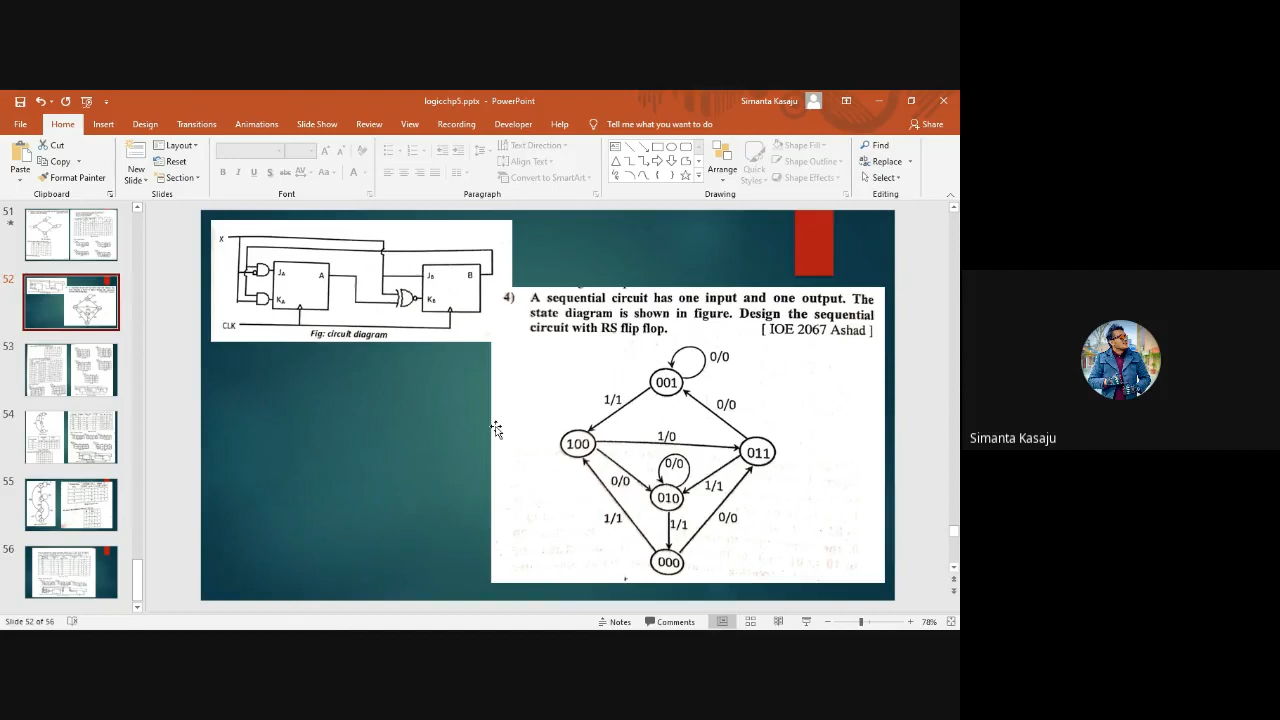 logicchp5.pptx - PowerPoint
Simanta Kasaju
File Home Insert Design Transitions Animations Slide Show Review View Recording Developer Help Tell me what you want to do Share
Paste
Cut
Copy
Format Painter
Clipboard
New
Slide
Layout
Reset
Section
Slides
B I U S abc AV Aa A
Font
Text Direction
Align Text
Convert to SmartArt
Paragraph
Arrange
Quick
Styles
Shape Fill
Shape Outline
Shape Effects
Drawing
Find
Replace
Select
Editing
51
52
53
54
55
56
X
JA A
KA
JB B
KB
CLK
Fig: circuit diagram
4) A sequential circuit has one input and one output. The
state diagram is shown in figure. Design the sequential
circuit with RS flip flop. [ IOE 2067 Ashad ]
0/0
001
1/1 0/0
100 1/0 011
0/0
0/0 010 1/1
1/1 1/1 0/0
000
Simanta Kasaju
Slide 52 of 56
Notes Comments 78%